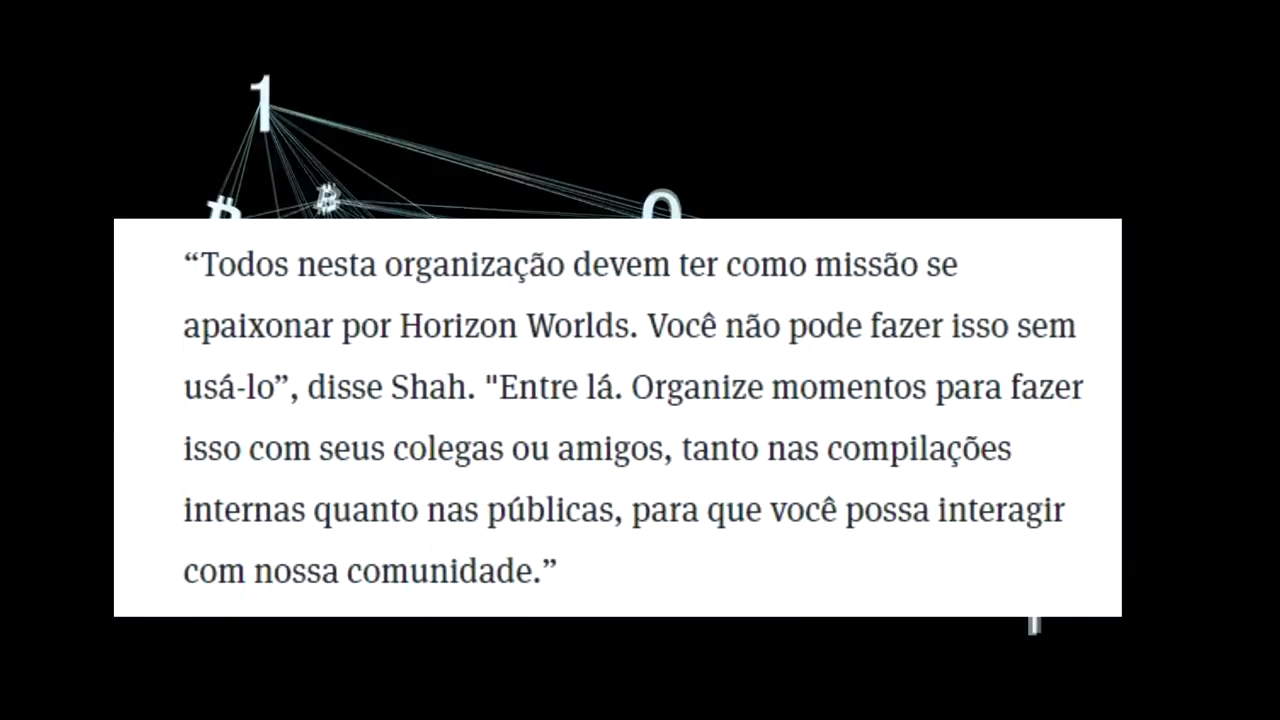 1
₿
₿
0
“Todos nesta organização devem ter como missão se
apaixonar por Horizon Worlds. Você não pode fazer isso sem
usá-lo”, disse Shah. "Entre lá. Organize momentos para fazer
isso com seus colegas ou amigos, tanto nas compilações
internas quanto nas públicas, para que você possa interagir
com nossa comunidade.”